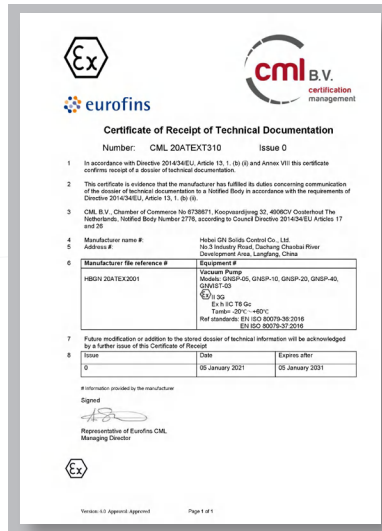 Ex
cml B.V.
certification
management
eurofins
Certificate of Receipt of Technical Documentation
Number: CML 20ATEXT310 Issue 0
1 In accordance with Directive 2014/34/EU, Article 13, 1. (b) (ii) and Annex VIII this certificate
confirms receipt of a dossier of technical documentation.
2 This certificate is evidence that the manufacturer has fulfilled its duties concerning communication
of the dossier of technical documentation to a Notified Body in accordance with the requirements of
Directive 2014/34/EU, Article 13, 1. (b) (ii).
3 CML B.V., Chamber of Commerce No 6738671, Koopvaardijweg 32, 4906CV Oosterhout The
Netherlands, Notified Body Number 2776, according to Council Directive 2014/34/EU Articles 17
and 26
4 Manufacturer name #: Hebei GN Solids Control Co., Ltd.
5 Address #: No.3 Industry Road, Dachang Chaobai River
Development Area, Langfang, China
6 Manufacturer file reference # Equipment #
HBGN 20ATEX2001 Vacuum Pump
Models: GNSP-05, GNSP-10, GNSP-20, GNSP-40,
GNVIST-03
Ex II 3G
Ex h IIC T6 Gc
Tamb= -20°C ~+60°C
Ref standards: EN ISO 80079-36:2016
EN ISO 80079-37:2016
7 Future modification or addition to the stored dossier of technical information will be acknowledged
by a further issue of this Certificate of Receipt
8 Issue Date Expires after
0 05 January 2021 05 January 2031
# Information provided by the manufacturer
Signed
Representative of Eurofins CML
Managing Director
Ex
Version: 4.0 Approval: Approved Page 1 of 1